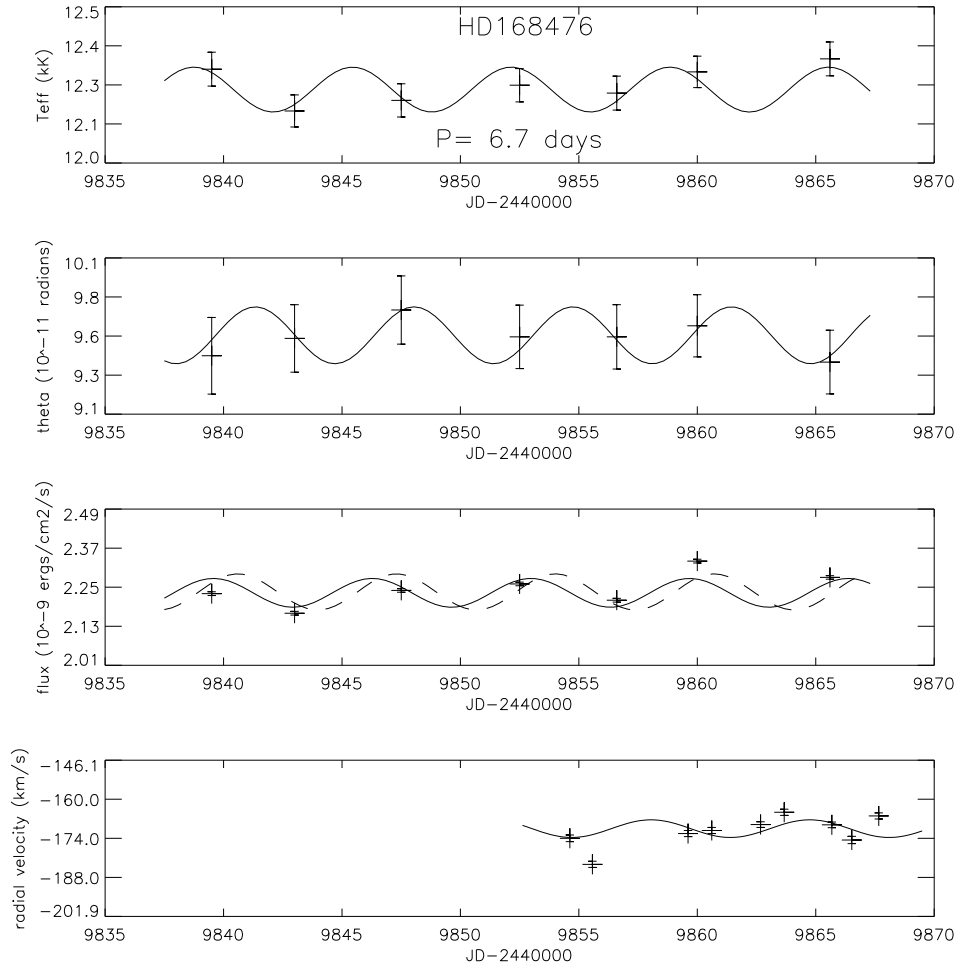 HD168476
12.5
12.4
12.3
12.1
12.0
Teff (kK)
P= 6.7 days
9835 9840 9845 9850 9855 9860 9865 9870
JD-2440000
10.1
9.8
9.6
9.3
9.1
theta (10^-11 radians)
9835 9840 9845 9850 9855 9860 9865 9870
JD-2440000
2.49
2.37
2.25
2.13
2.01
flux (10^-9 ergs/cm2/s)
9835 9840 9845 9850 9855 9860 9865 9870
JD-2440000
-146.1
-160.0
-174.0
-188.0
-201.9
radial velocity (km/s)
9835 9840 9845 9850 9855 9860 9865 9870
JD-2440000